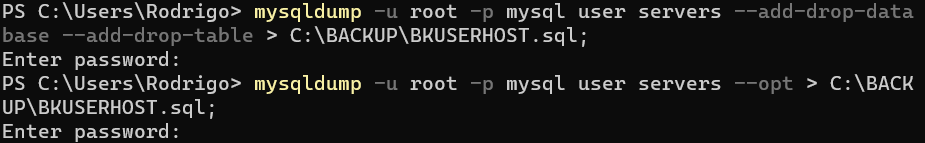 PS C:\Users\Rodrigo> mysqldump -u root -p mysql user servers --add-drop-data
base --add-drop-table > C:\BACKUP\BKUSERHOST.sql;
Enter password:
PS C:\Users\Rodrigo> mysqldump -u root -p mysql user servers --opt > C:\BACK
UP\BKUSERHOST.sql;
Enter password: